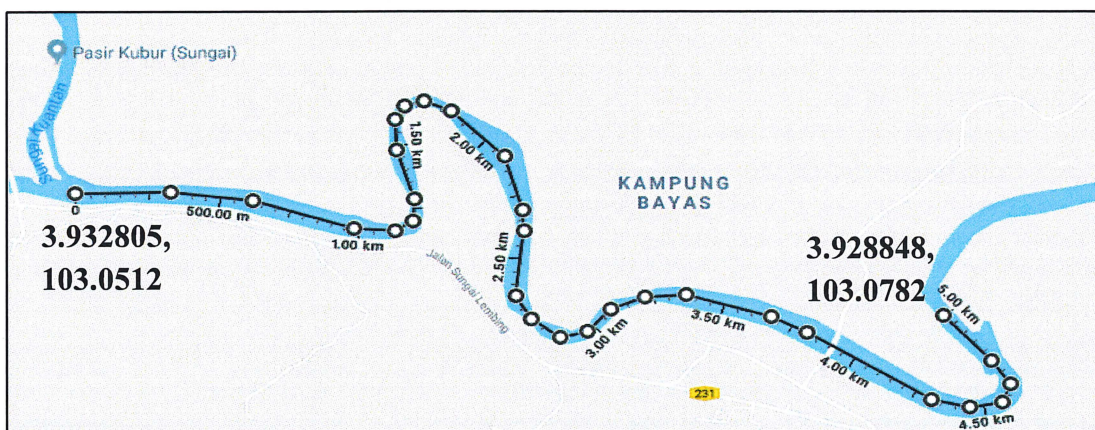 Pasir Kubur (Sungai)
Sungai Kuantan
0
500.00 m
1.00 km
1.50 km
2.00 km
2.50 km
3.00 km
3.50 km
4.00 km
4.50 km
5.00 km
3.932805,
103.0512
KAMPUNG
BAYAS
3.928848,
103.0782
Jalan Sungai Lembing
231